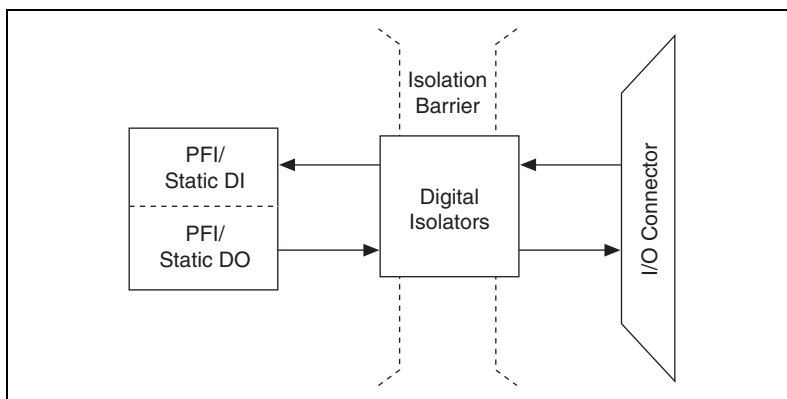 Isolation
Barrier
PFI/
Static DI
PFI/
Static DO
Digital
Isolators
I/O Connector